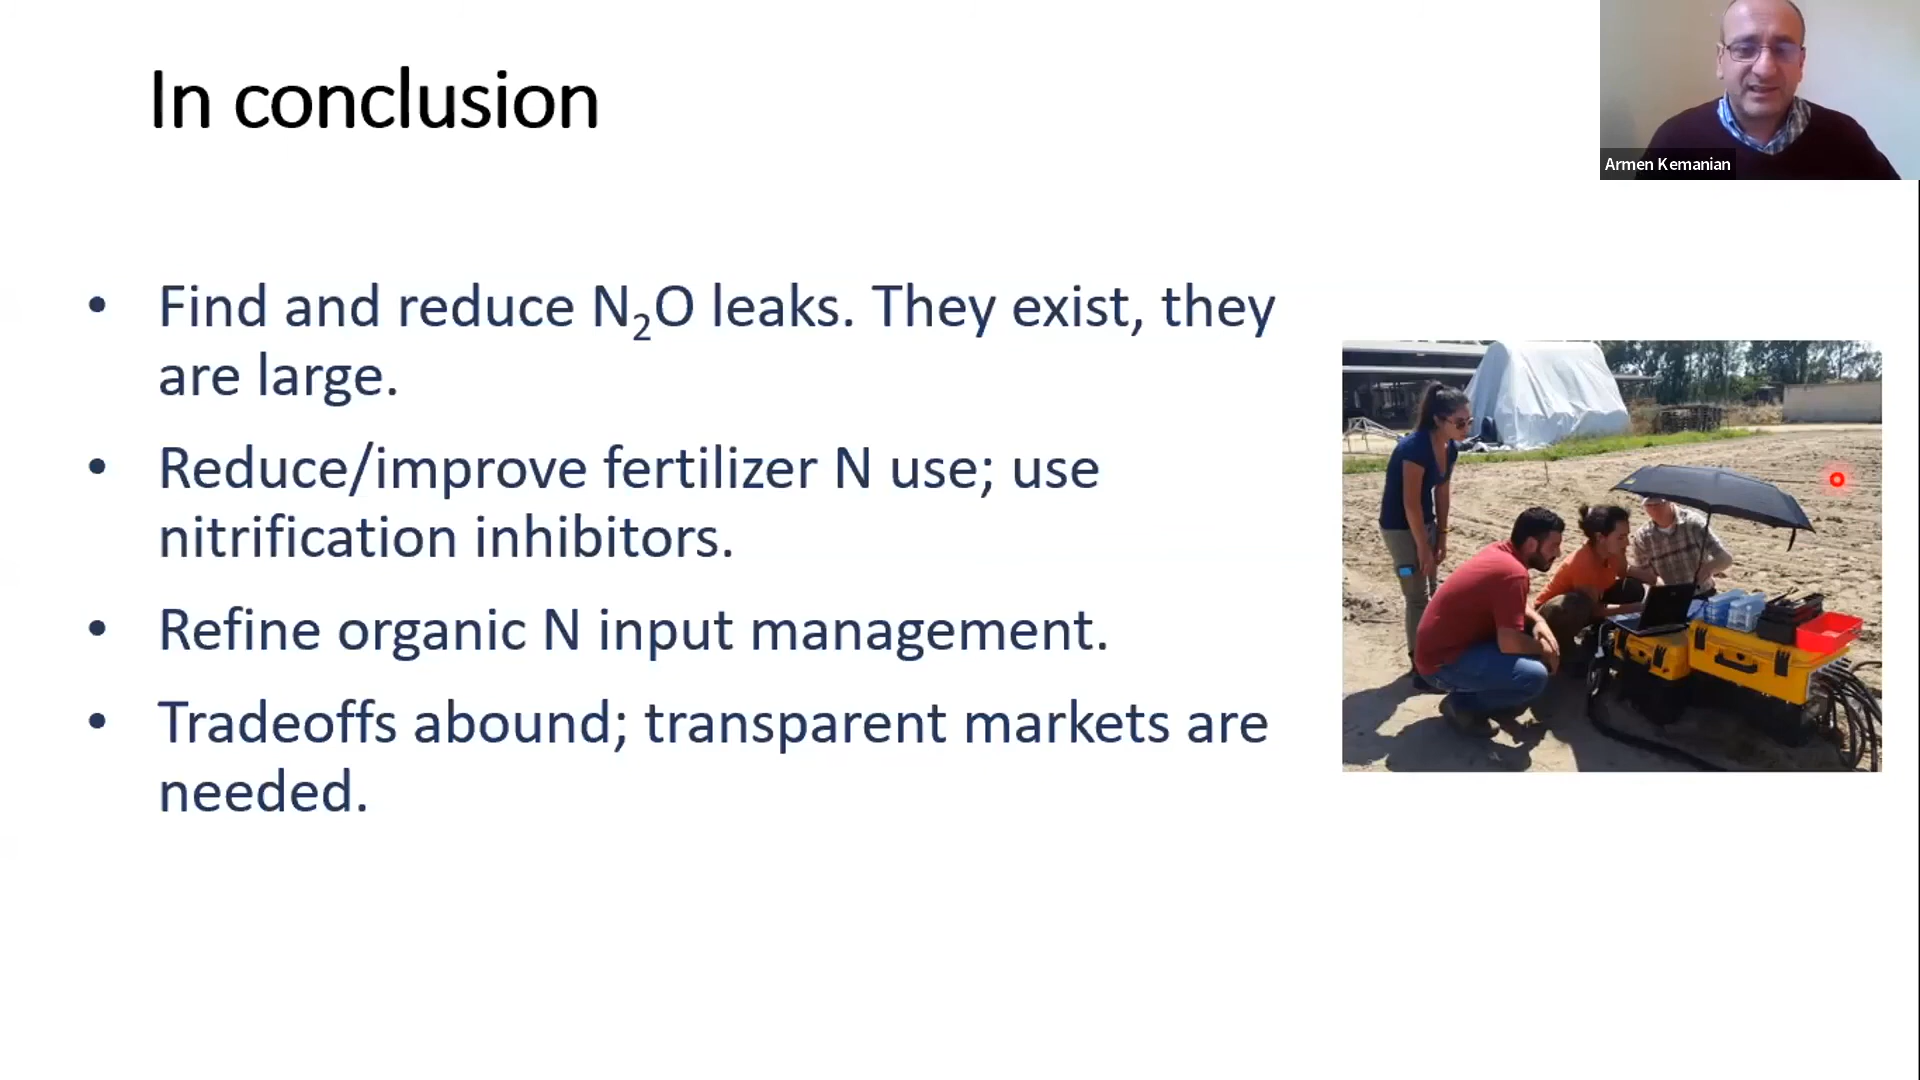 In conclusion
Armen Kemanian
• Find and reduce N₂O leaks. They exist, they
are large.
• Reduce/improve fertilizer N use; use
nitrification inhibitors.
• Refine organic N input management.
• Tradeoffs abound; transparent markets are
needed.